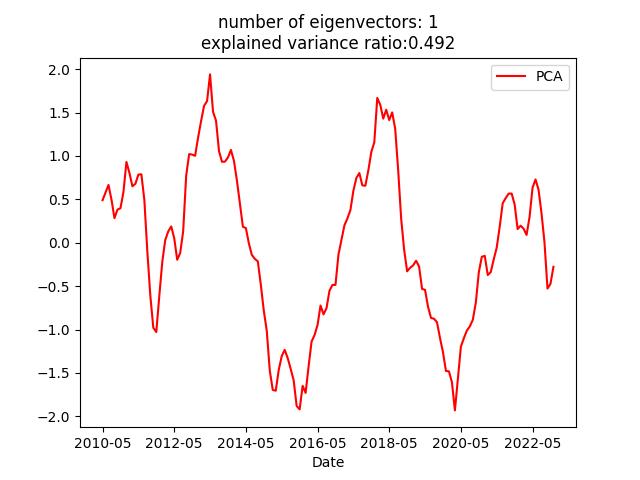 number of eigenvectors: 1
explained variance ratio:0.492
PCA
2.0
1.5
1.0
0.5
0.0
−0.5
−1.0
−1.5
−2.0
2010-05 2012-05 2014-05 2016-05 2018-05 2020-05 2022-05
Date